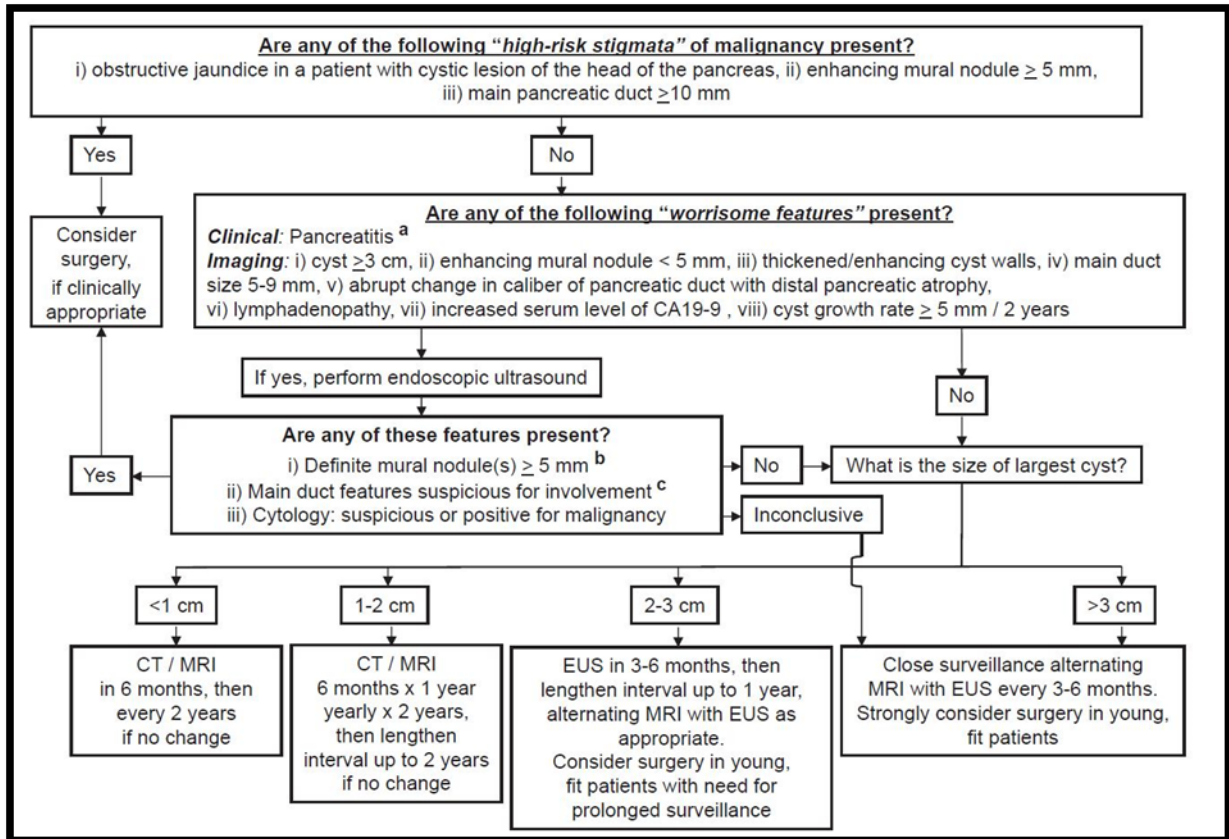 Are any of the following “high-risk stigmata” of malignancy present?
i) obstructive jaundice in a patient with cystic lesion of the head of the pancreas, ii) enhancing mural nodule ≥ 5 mm,
iii) main pancreatic duct ≥10 mm
Yes
No
Consider
surgery,
if clinically
appropriate
Are any of the following “worrisome features” present?
Clinical: Pancreatitis a
Imaging: i) cyst ≥3 cm, ii) enhancing mural nodule < 5 mm, iii) thickened/enhancing cyst walls, iv) main duct
size 5-9 mm, v) abrupt change in caliber of pancreatic duct with distal pancreatic atrophy,
vi) lymphadenopathy, vii) increased serum level of CA19-9 , viii) cyst growth rate ≥ 5 mm / 2 years
If yes, perform endoscopic ultrasound
No
Are any of these features present?
i) Definite mural nodule(s) ≥ 5 mm b
ii) Main duct features suspicious for involvement c
iii) Cytology: suspicious or positive for malignancy
Yes
No
What is the size of largest cyst?
Inconclusive
<1 cm
1-2 cm
2-3 cm
>3 cm
CT / MRI
in 6 months, then
every 2 years
if no change
CT / MRI
6 months x 1 year
yearly x 2 years,
then lengthen
interval up to 2 years
if no change
EUS in 3-6 months, then
lengthen interval up to 1 year,
alternating MRI with EUS as
appropriate.
Consider surgery in young,
fit patients with need for
prolonged surveillance
Close surveillance alternating
MRI with EUS every 3-6 months.
Strongly consider surgery in young,
fit patients